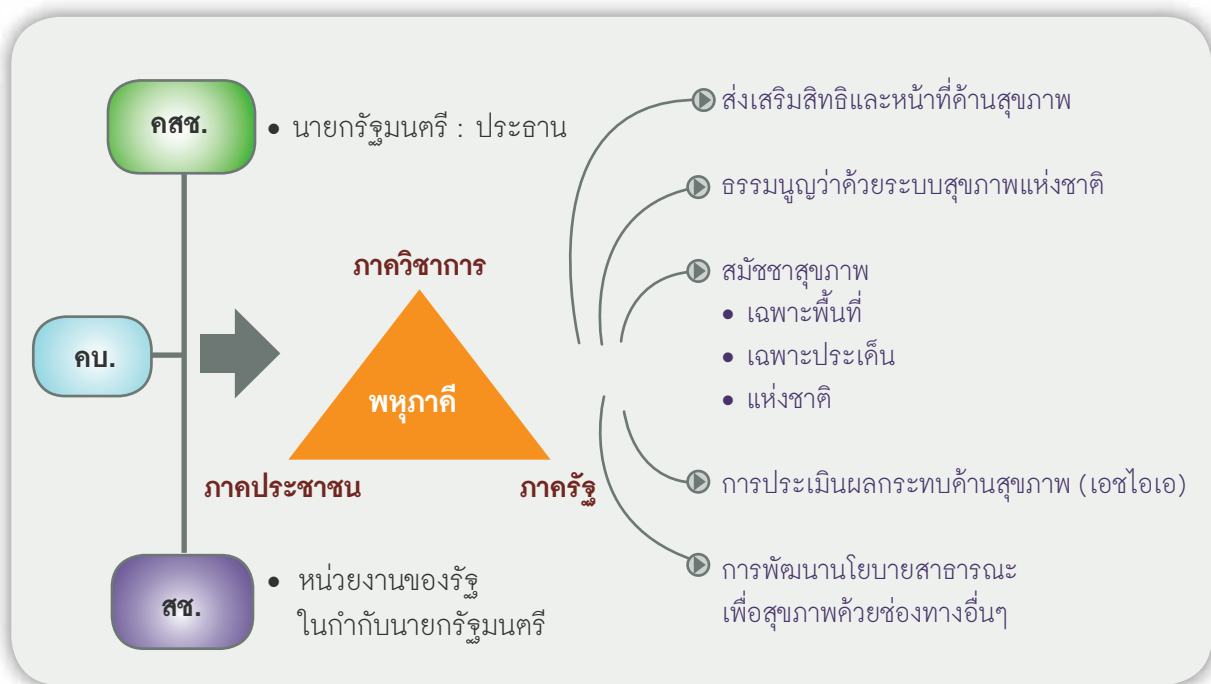 คสช.
• นายกรัฐมนตรี : ประธาน
คบ.
ภาควิชาการ
พหุภาคี
ภาคประชาชน
ภาครัฐ
สช.
• หน่วยงานของรัฐ
ในกำกับนายกรัฐมนตรี
ส่งเสริมสิทธิและหน้าที่ด้านสุขภาพ
ธรรมนูญว่าด้วยระบบสุขภาพแห่งชาติ
สมัชชาสุขภาพ
• เฉพาะพื้นที่
• เฉพาะประเด็น
• แห่งชาติ
การประเมินผลกระทบด้านสุขภาพ (เอชไอเอ)
การพัฒนานโยบายสาธารณะ
เพื่อสุขภาพด้วยช่องทางอื่นๆ